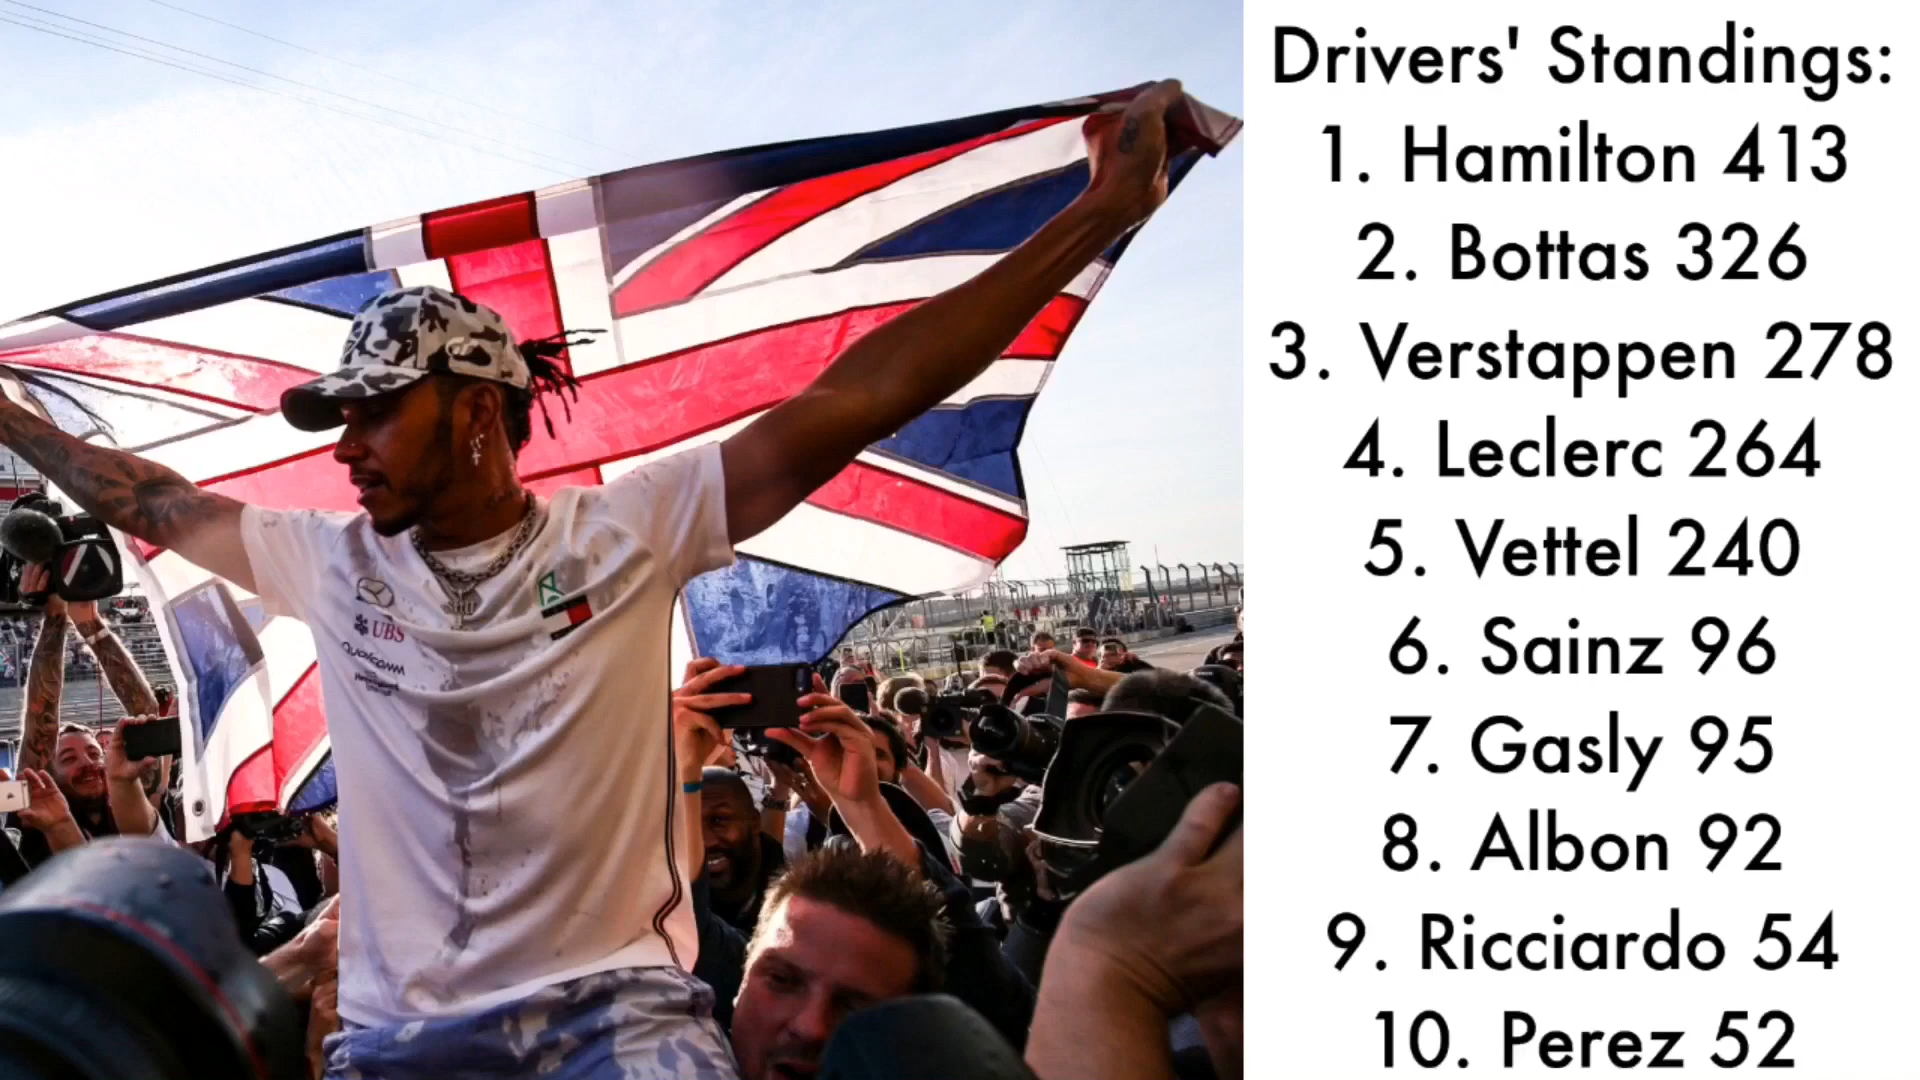 Drivers' Standings:
1. Hamilton 413
2. Bottas 326
3. Verstappen 278
4. Leclerc 264
5. Vettel 240
6. Sainz 96
7. Gasly 95
8. Albon 92
9. Ricciardo 54
10. Perez 52
UBS
Qualcomm